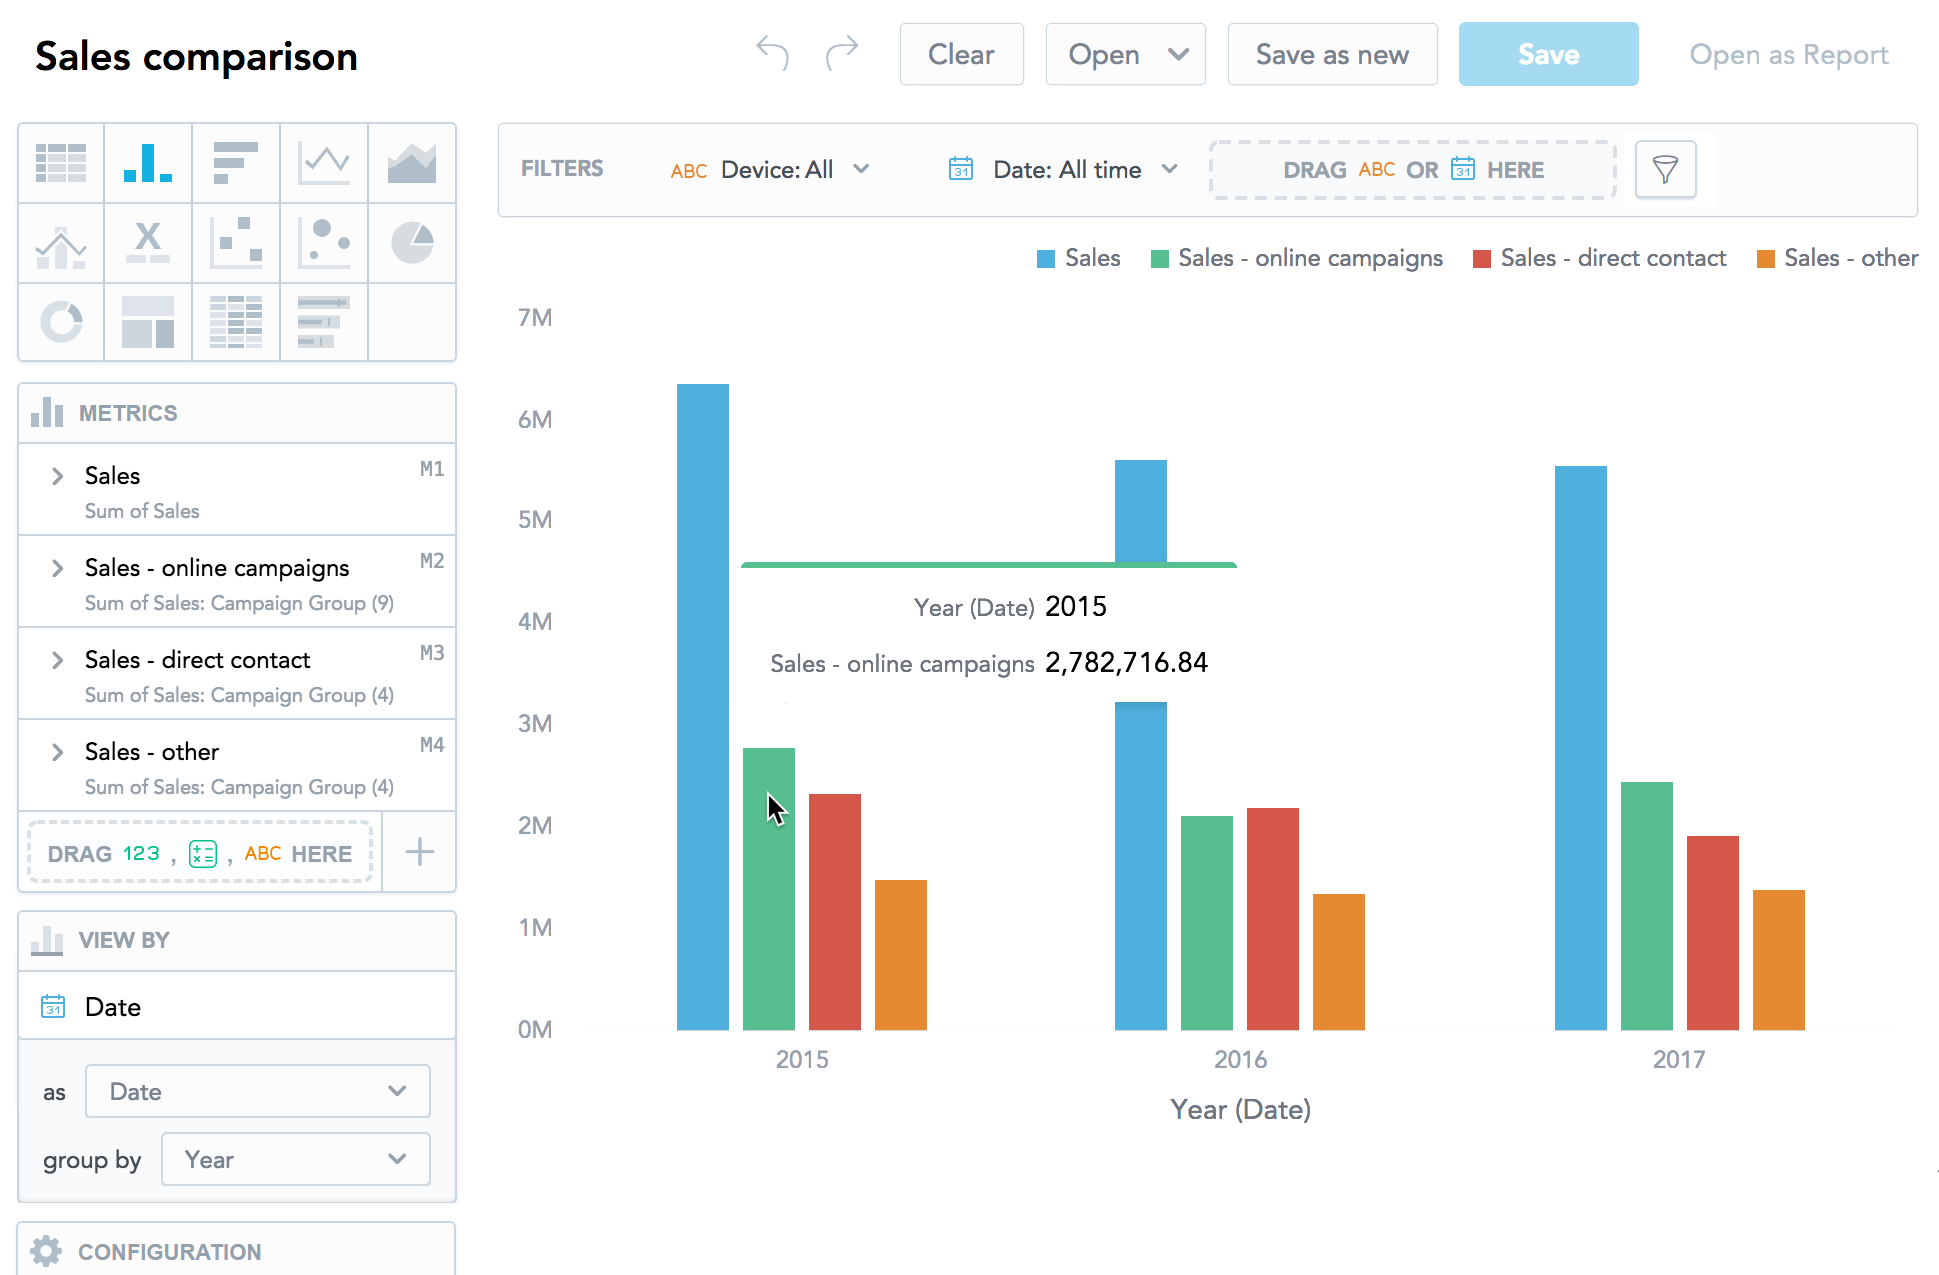 Sales comparison
Clear
Open
Save as new
Save
Open as Report
FILTERS
ABC Device: All
31 Date: All time
DRAG ABC OR 31 HERE
X
Sales
Sales - online campaigns
Sales - direct contact
Sales - other
METRICS
Sales M1
Sum of Sales
Sales - online campaigns M2
Sum of Sales: Campaign Group (9)
Sales - direct contact M3
Sum of Sales: Campaign Group (4)
Sales - other M4
Sum of Sales: Campaign Group (4)
DRAG 123 , , ABC HERE
VIEW BY
31 Date
as Date
group by Year
CONFIGURATION
7M
6M
5M
4M
3M
2M
1M
0M
Year (Date) 2015
Sales - online campaigns 2,782,716.84
2015
2016
2017
Year (Date)